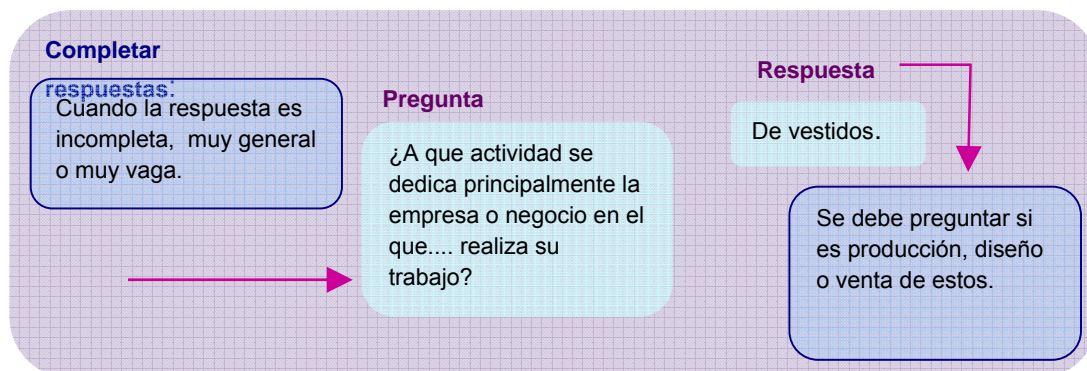 Completar
respuestas:
Cuando la respuesta es
incompleta, muy general
o muy vaga.
Pregunta
¿A que actividad se
dedica principalmente la
empresa o negocio en el
que.... realiza su
trabajo?
Respuesta
De vestidos.
Se debe preguntar si
es producción, diseño
o venta de estos.